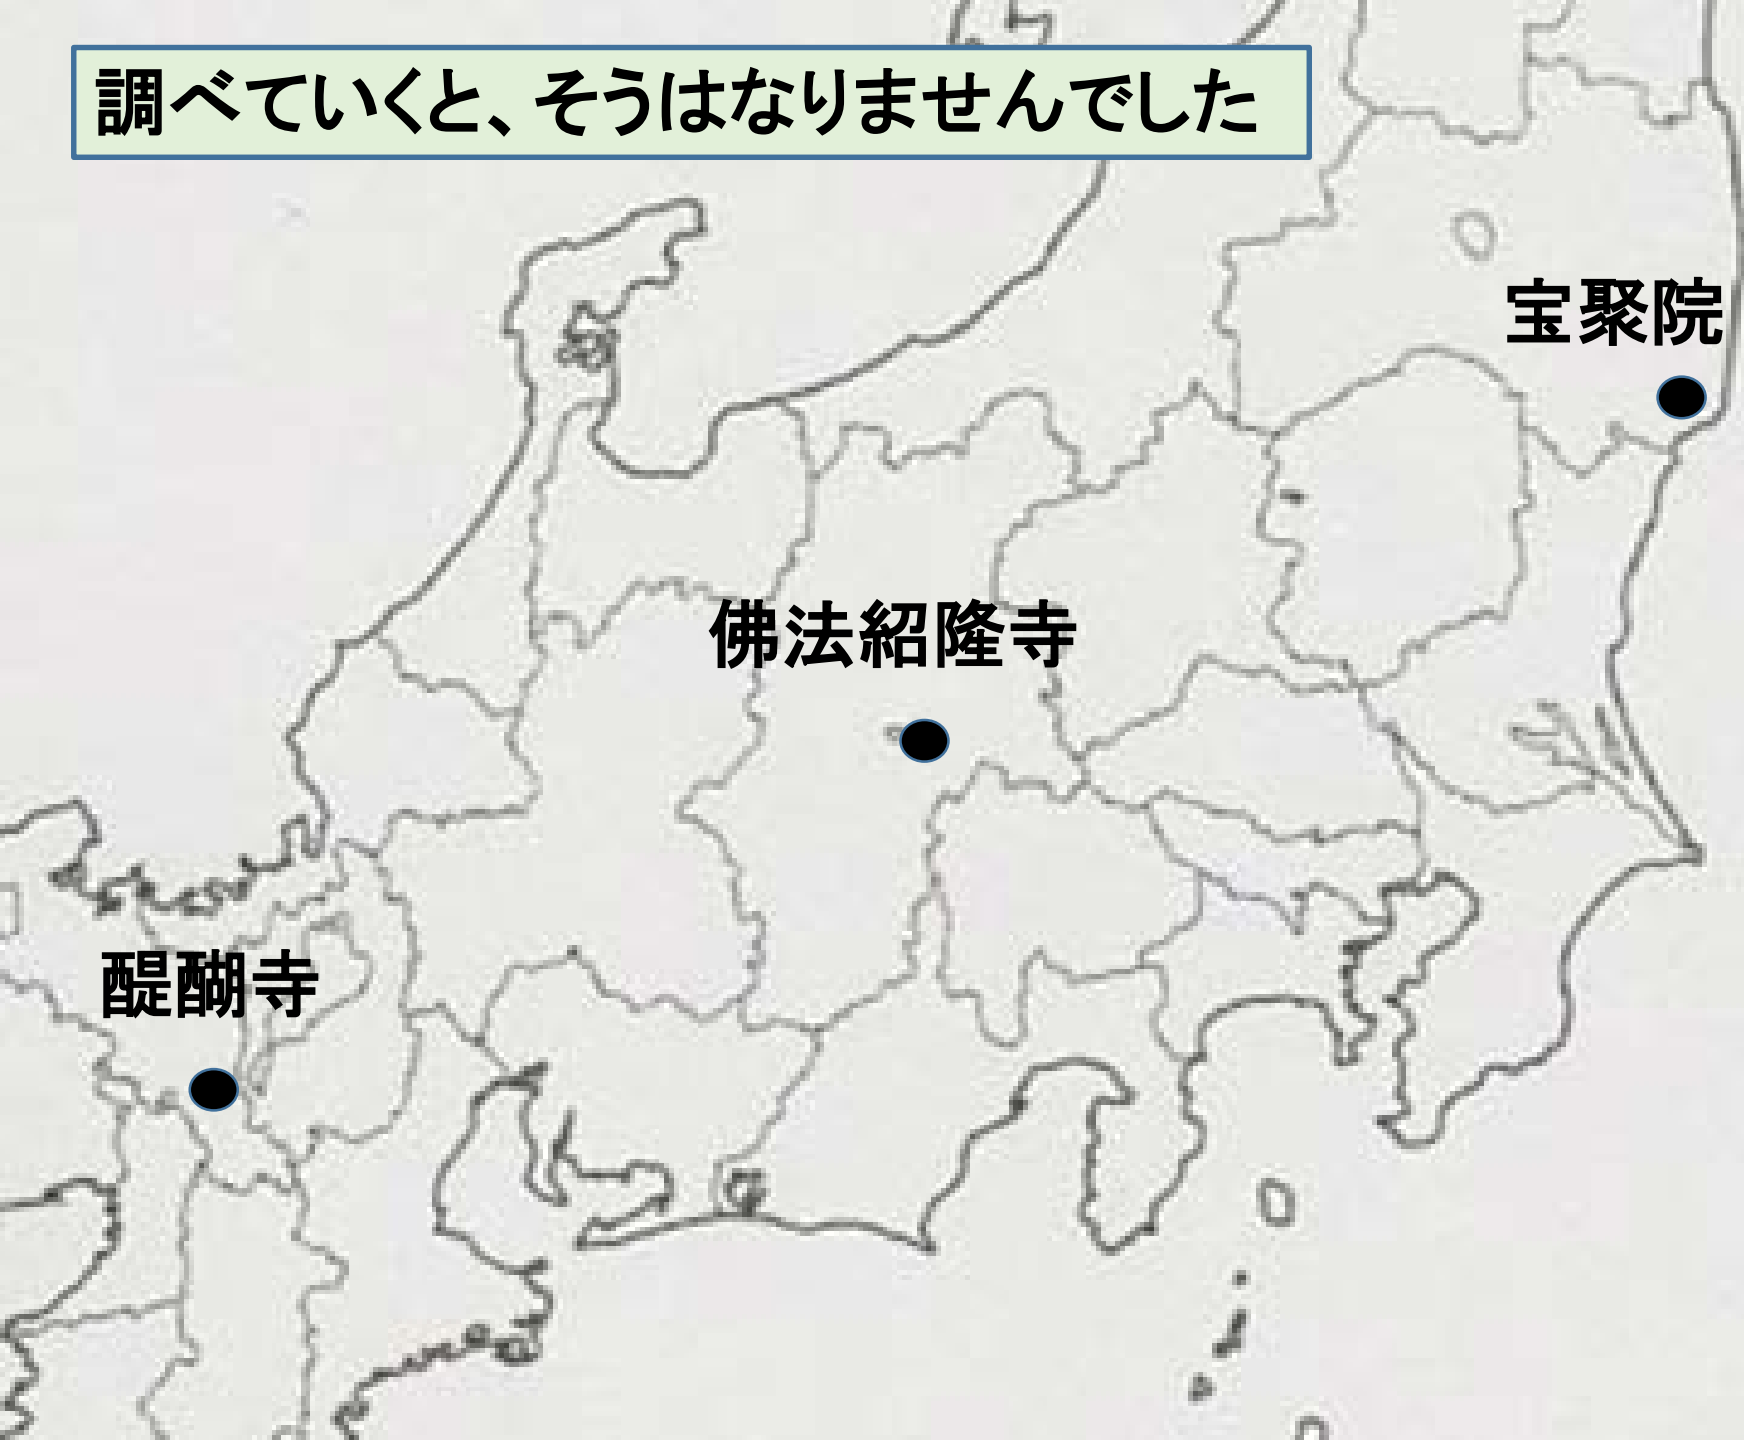 調べていくと、そうはなりませんでした
宝聚院
佛法紹隆寺
醍醐寺